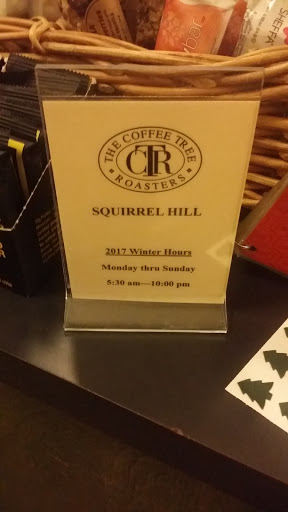 THE COFFEE TREE
CTR
ROASTERS
SQUIRREL HILL
2017 Winter Hours
Monday thru Sunday
5:30 am—10:00 pm